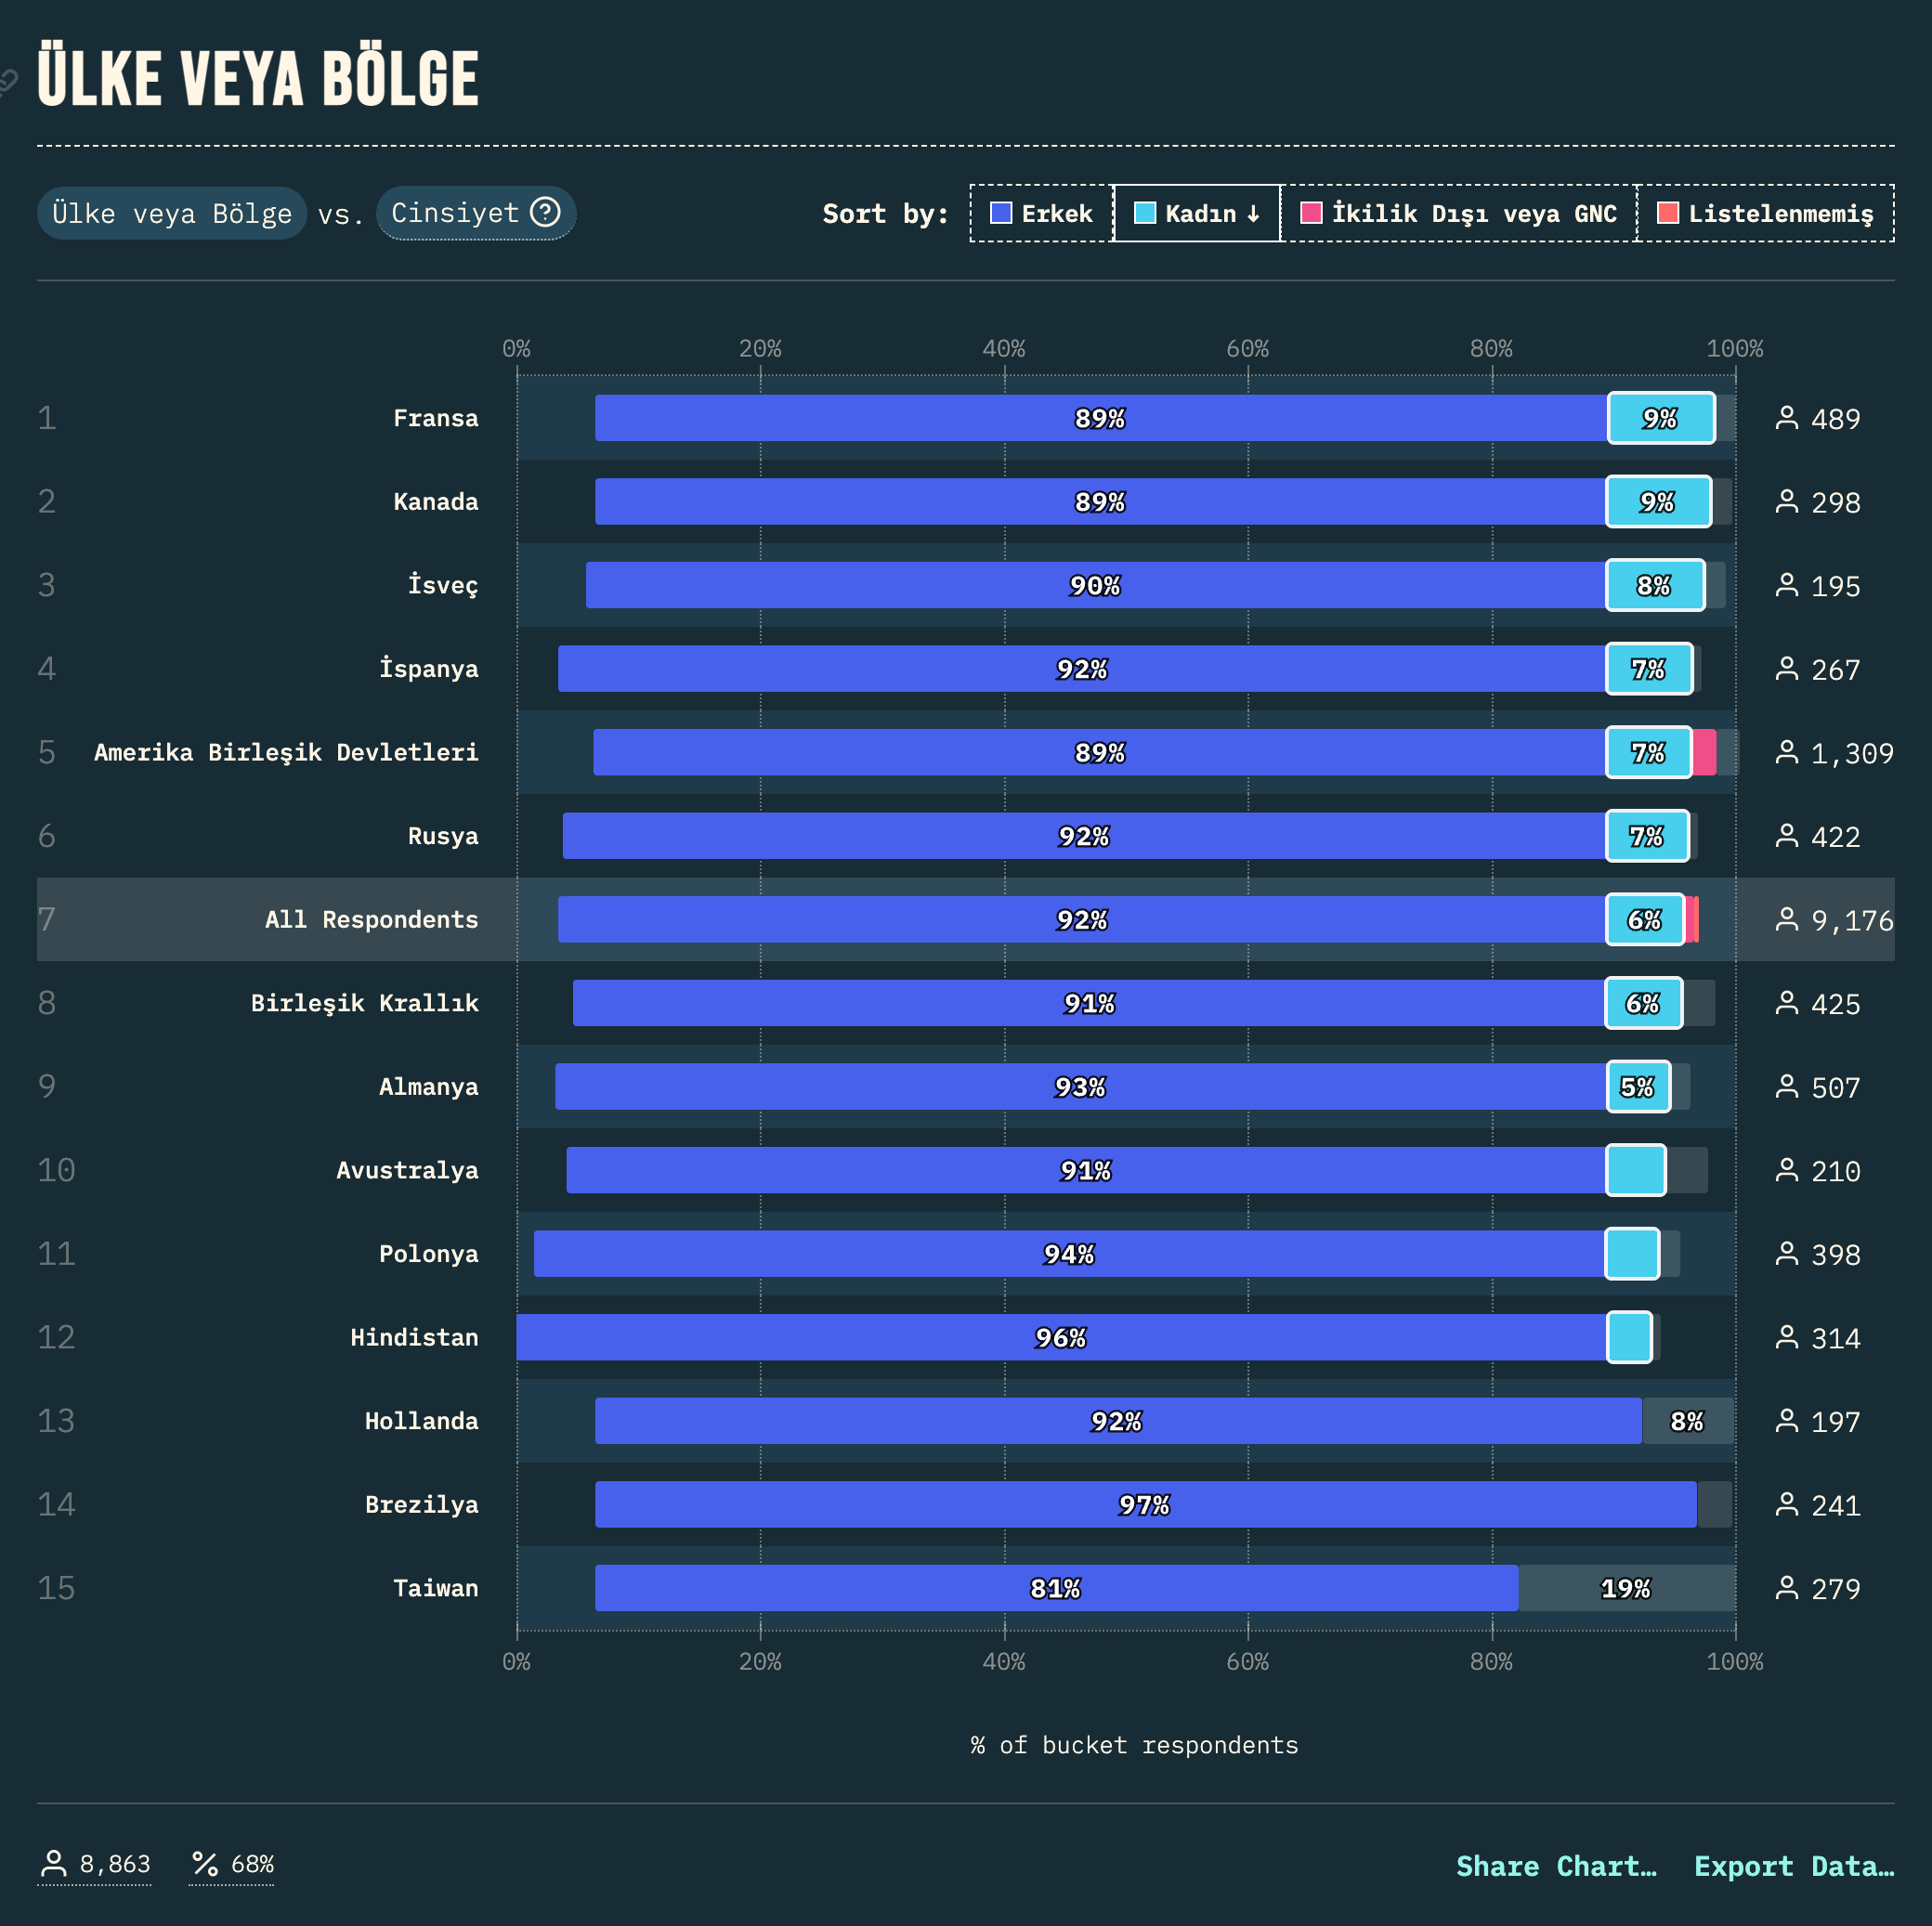 ÜLKE VEYA BÖLGE
Ülke veya Bölge vs. Cinsiyet ? Sort by: Erkek Kadın ↓ İkilik Dışı veya GNC Listelenmemiş
0% 20% 40% 60% 80% 100%
1 Fransa 89% 9% 489
2 Kanada 89% 9% 298
3 İsveç 90% 8% 195
4 İspanya 92% 7% 267
5 Amerika Birleşik Devletleri 89% 7% 1,309
6 Rusya 92% 7% 422
7 All Respondents 92% 6% 9,176
8 Birleşik Krallık 91% 6% 425
9 Almanya 93% 5% 507
10 Avustralya 91% 210
11 Polonya 94% 398
12 Hindistan 96% 314
13 Hollanda 92% 8% 197
14 Brezilya 97% 241
15 Taiwan 81% 19% 279
0% 20% 40% 60% 80% 100%
% of bucket respondents
8,863 % 68% Share Chart… Export Data…